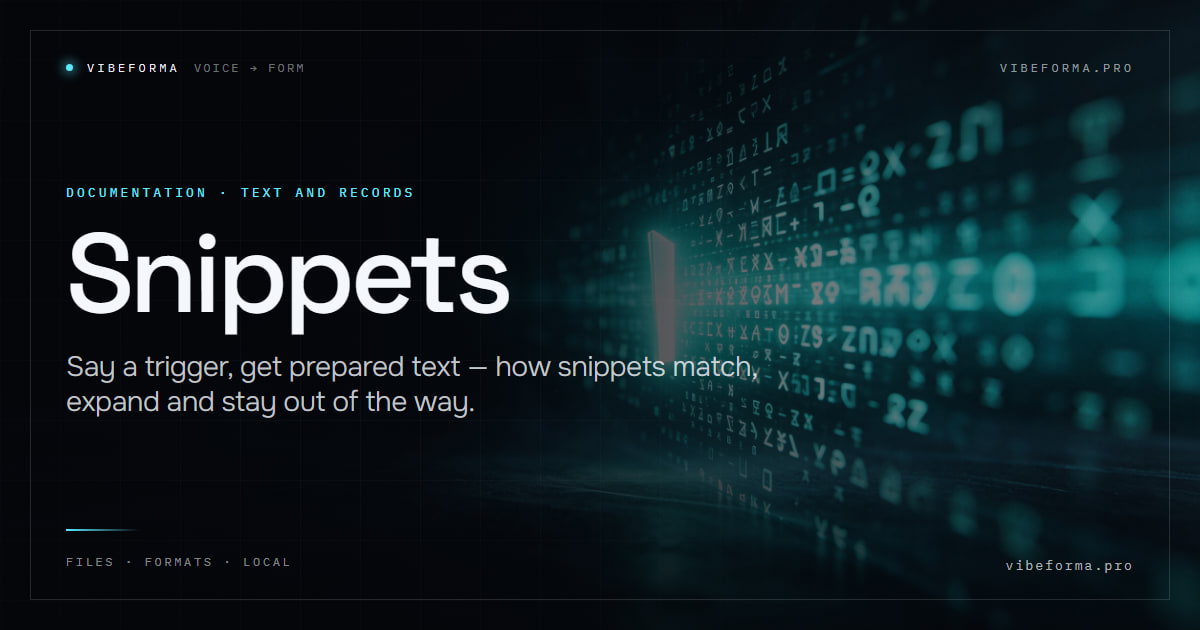 VIBEFORMA VOICE → FORM
VIBEFORMA.PRO
DOCUMENTATION · TEXT AND RECORDS
Snippets
Say a trigger, get prepared text — how snippets match,
expand and stay out of the way.
FILES · FORMATS · LOCAL
vibeforma.pro